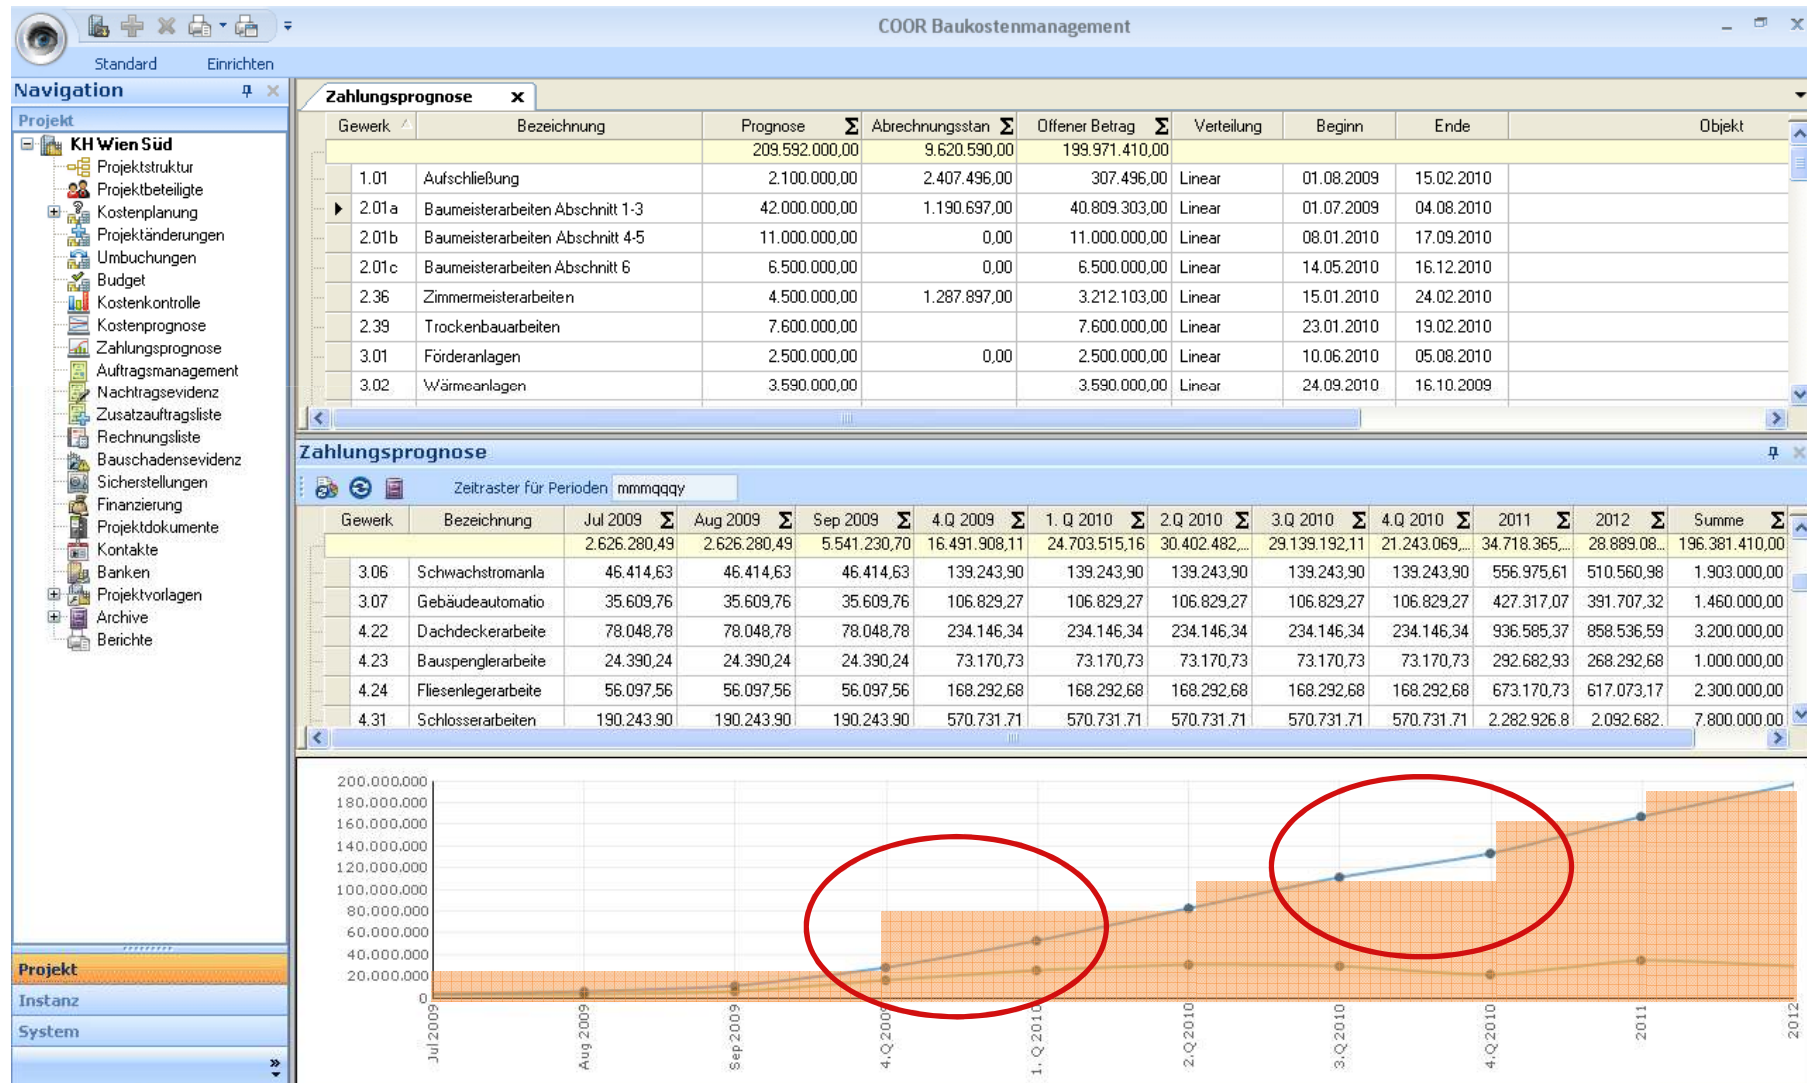 COOR Baukostenmanagement
Standard Einrichten
Navigation
Projekt
KH Wien Süd
Projektstruktur
Projektbeteiligte
Kostenplanung
Projektänderungen
Umbuchungen
Budget
Kostenkontrolle
Kostenprognose
Zahlungsprognose
Auftragsmanagement
Nachtragsevidenz
Zusatzauftragsliste
Rechnungsliste
Bauschadensevidenz
Sicherstellungen
Finanzierung
Projektdokumente
Kontakte
Banken
Projektvorlagen
Archive
Berichte
Projekt
Instanz
System
Zahlungsprognose x
Gewerk Bezeichnung Prognose Σ Abrechnungsstan Σ Offener Betrag Σ Verteilung Beginn Ende Objekt
209.592.000,00 9.620.590,00 199.971.410,00
1.01 Aufschließung 2.100.000,00 2.407.496,00 307.496,00 Linear 01.08.2009 15.02.2010
2.01a Baumeisterarbeiten Abschnitt 1-3 42.000.000,00 1.190.697,00 40.809.303,00 Linear 01.07.2009 04.08.2010
2.01b Baumeisterarbeiten Abschnitt 4-5 11.000.000,00 0,00 11.000.000,00 Linear 08.01.2010 17.09.2010
2.01c Baumeisterarbeiten Abschnitt 6 6.500.000,00 0,00 6.500.000,00 Linear 14.05.2010 16.12.2010
2.36 Zimmermeisterarbeiten 4.500.000,00 1.287.897,00 3.212.103,00 Linear 15.01.2010 24.02.2010
2.39 Trockenbauarbeiten 7.600.000,00 7.600.000,00 Linear 23.01.2010 19.02.2010
3.01 Förderanlagen 2.500.000,00 0,00 2.500.000,00 Linear 10.06.2010 05.08.2010
3.02 Wärmeanlagen 3.590.000,00 3.590.000,00 Linear 24.09.2010 16.10.2009
Zahlungsprognose
Zeitraster für Perioden mmmqqqy
Gewerk Bezeichnung Jul 2009 Σ Aug 2009 Σ Sep 2009 Σ 4.Q 2009 Σ 1. Q 2010 Σ 2.Q 2010 Σ 3.Q 2010 Σ 4.Q 2010 Σ 2011 Σ 2012 Σ Summe Σ
2.626.280,49 2.626.280,49 5.541.230,70 16.491.908,11 24.703.515,16 30.402.482,... 29.139.192,11 21.243.069,... 34.718.365,... 28.889.08... 196.381.410,00
3.06 Schwachstromanla 46.414,63 46.414,63 46.414,63 139.243,90 139.243,90 139.243,90 139.243,90 139.243,90 556.975,61 510.560,98 1.903.000,00
3.07 Gebäudeautomatio 35.609,76 35.609,76 35.609,76 106.829,27 106.829,27 106.829,27 106.829,27 106.829,27 427.317,07 391.707,32 1.460.000,00
4.22 Dachdeckerarbeite 78.048,78 78.048,78 78.048,78 234.146,34 234.146,34 234.146,34 234.146,34 234.146,34 936.585,37 858.536,59 3.200.000,00
4.23 Bauspenglerarbeite 24.390,24 24.390,24 24.390,24 73.170,73 73.170,73 73.170,73 73.170,73 73.170,73 292.682,93 268.292,68 1.000.000,00
4.24 Fliesenlegerarbeite 56.097,56 56.097,56 56.097,56 168.292,68 168.292,68 168.292,68 168.292,68 168.292,68 673.170,73 617.073,17 2.300.000,00
4.31 Schlosserarbeiten 190.243,90 190.243,90 190.243,90 570.731,71 570.731,71 570.731,71 570.731,71 570.731,71 2.282.926,8 2.092.682. 7.800.000,00
200.000.000
180.000.000
160.000.000
140.000.000
120.000.000
100.000.000
80.000.000
60.000.000
40.000.000
20.000.000
0
Jul 2009 Aug 2009 Sep 2009 4.Q 2009 1. Q 2010 2.Q 2010 3.Q 2010 4.Q 2010 2011 2012